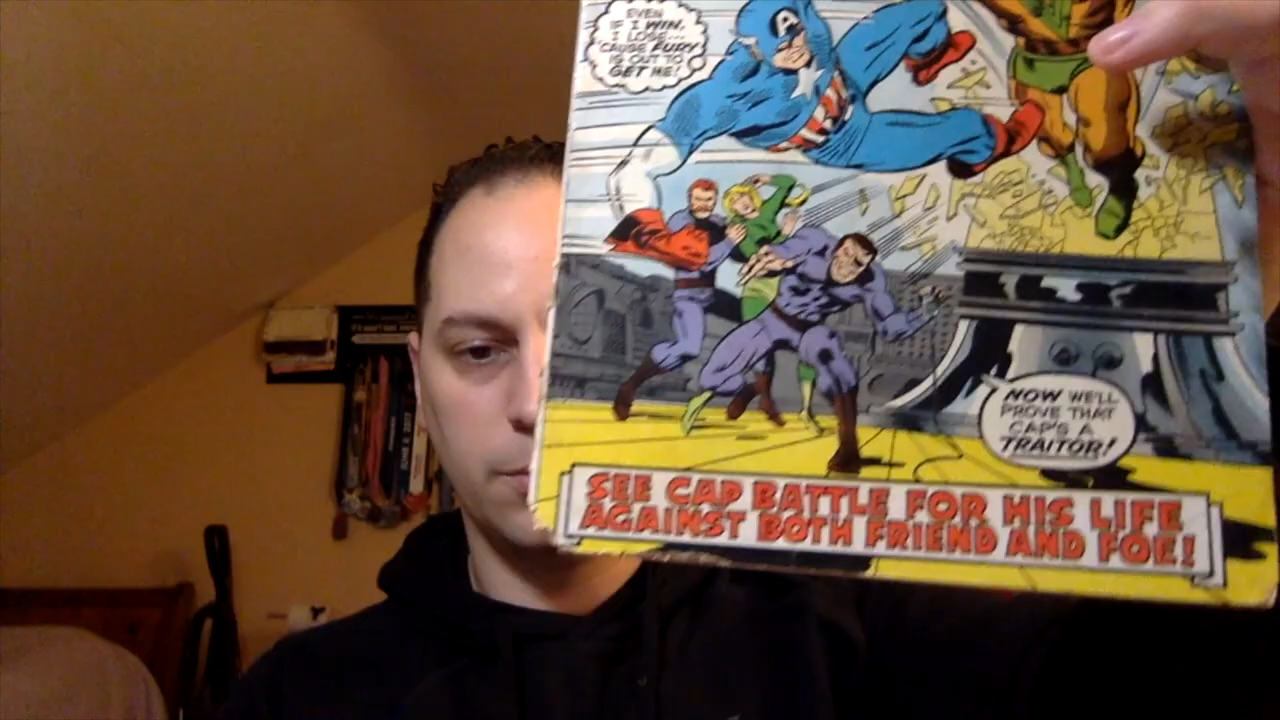 EVEN
IF I WIN,
I LOSE---
'CAUSE FURY
IS OUT TO
GET ME!
A
NOW WE'LL
PROVE THAT
CAP'S A
TRAITOR!
SEE CAP BATTLE FOR HIS LIFE
AGAINST BOTH FRIEND AND FOE!